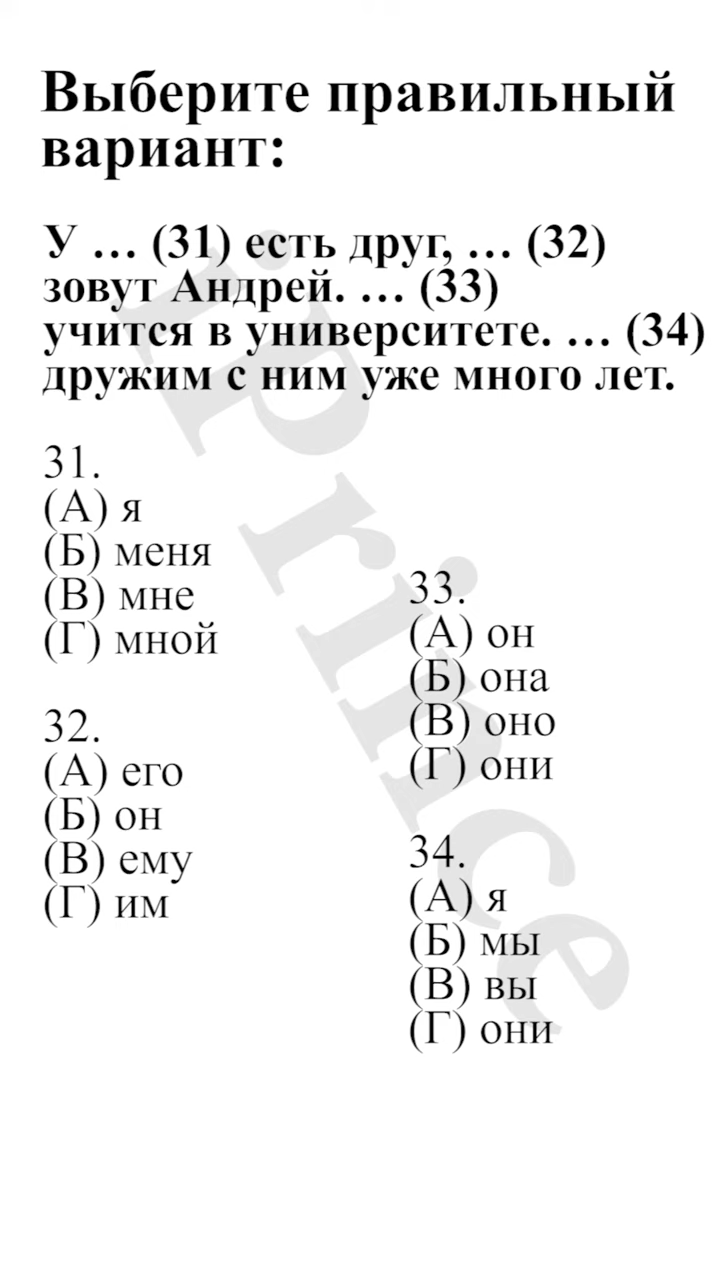 Выберите правильный
вариант:
У ... (31) есть друг, ... (32)
зовут Андрей. ... (33)
учится в университете. ... (34)
дружим с ним уже много лет.
31.
(А) я
(Б) меня
(В) мне
(Г) мной
32.
(А) его
(Б) он
(В) ему
(Г) им
33.
(А) он
(Б) она
(В) оно
(Г) они
34.
(А) я
(Б) мы
(В) вы
(Г) они
iPrince